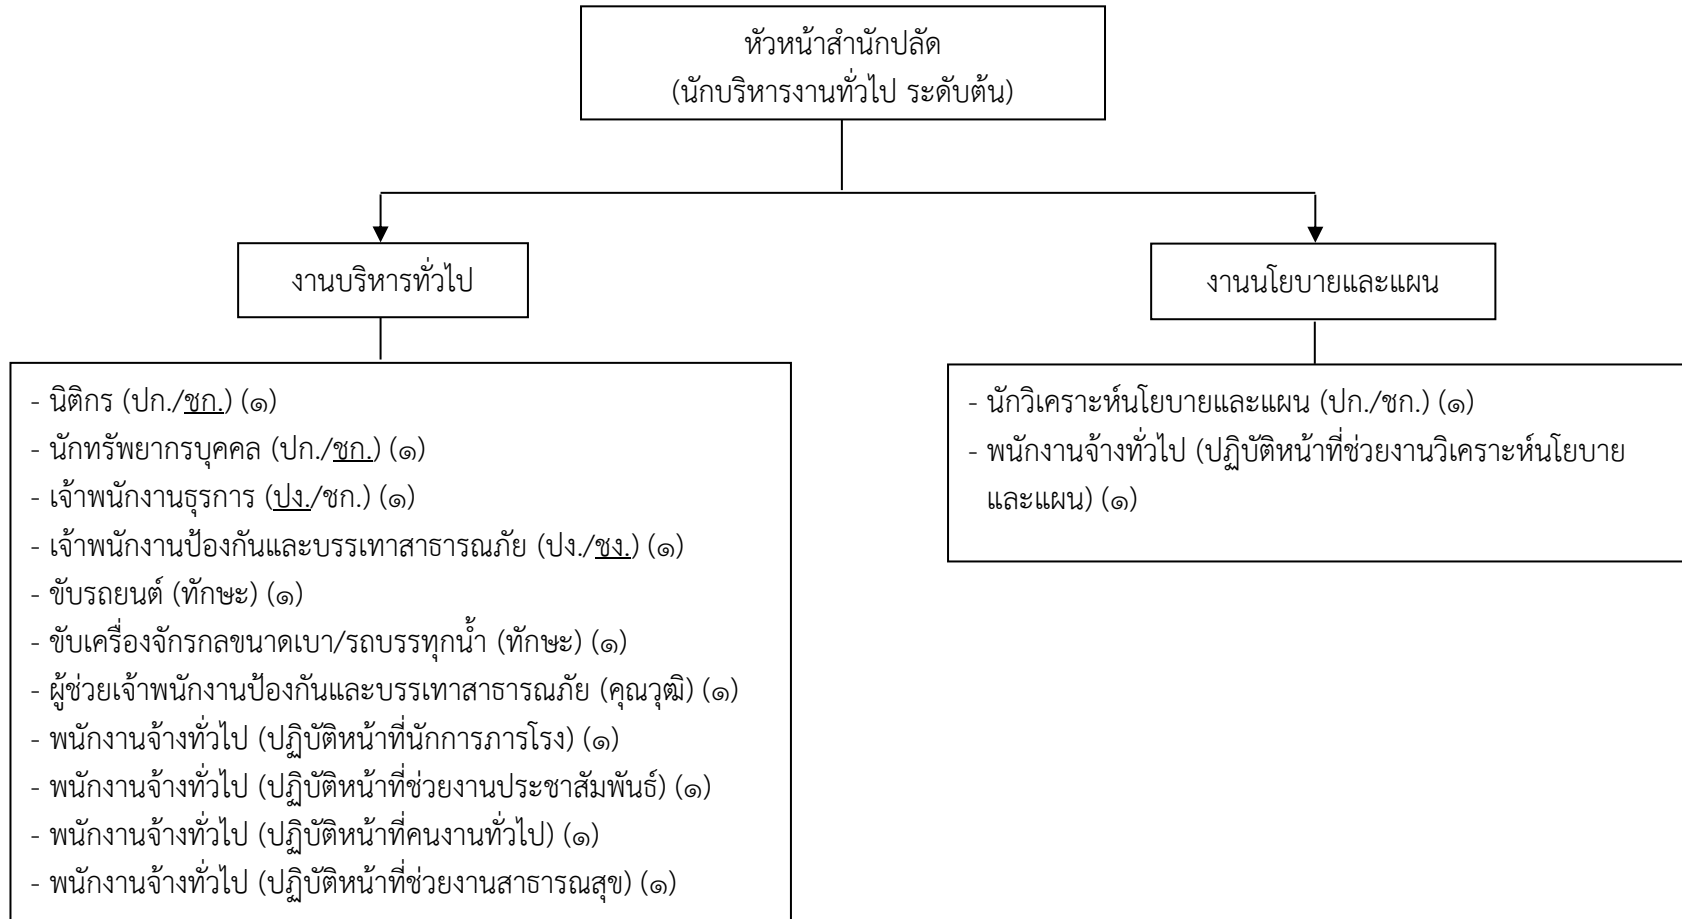 หัวหน้าสำนักปลัด
(นักบริหารงานทั่วไป ระดับต้น)
งานบริหารทั่วไป
งานนโยบายและแผน
- นิติกร (ปก./ชก.) (๑)
- นักทรัพยากรบุคคล (ปก./ชก.) (๑)
- เจ้าพนักงานธุรการ (ปง./ชก.) (๑)
- เจ้าพนักงานป้องกันและบรรเทาสาธารณภัย (ปง./ชง.) (๑)
- ขับรถยนต์ (ทักษะ) (๑)
- ขับเครื่องจักรกลขนาดเบา/รถบรรทุกน้ำ (ทักษะ) (๑)
- ผู้ช่วยเจ้าพนักงานป้องกันและบรรเทาสาธารณภัย (คุณวุฒิ) (๑)
- พนักงานจ้างทั่วไป (ปฏิบัติหน้าที่นักการภารโรง) (๑)
- พนักงานจ้างทั่วไป (ปฏิบัติหน้าที่ช่วยงานประชาสัมพันธ์) (๑)
- พนักงานจ้างทั่วไป (ปฏิบัติหน้าที่คนงานทั่วไป) (๑)
- พนักงานจ้างทั่วไป (ปฏิบัติหน้าที่ช่วยงานสาธารณสุข) (๑)
- นักวิเคราะห์นโยบายและแผน (ปก./ชก.) (๑)
- พนักงานจ้างทั่วไป (ปฏิบัติหน้าที่ช่วยงานวิเคราะห์นโยบาย
และแผน) (๑)